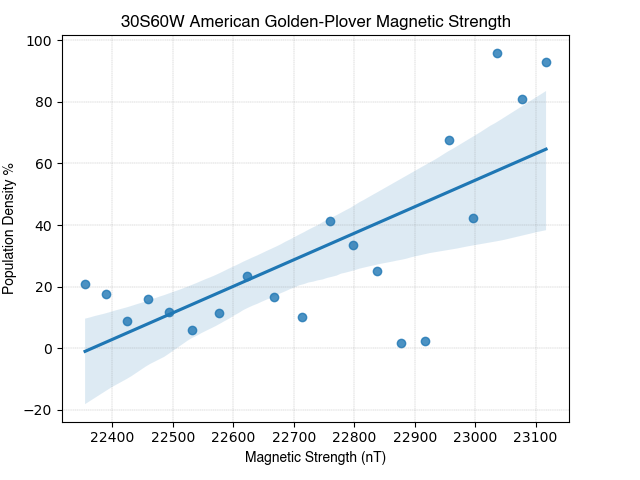 30S60W American Golden-Plover Magnetic Strength
100
80
60
40
20
0
−20
Population Density %
22400 22500 22600 22700 22800 22900 23000 23100
Magnetic Strength (nT)